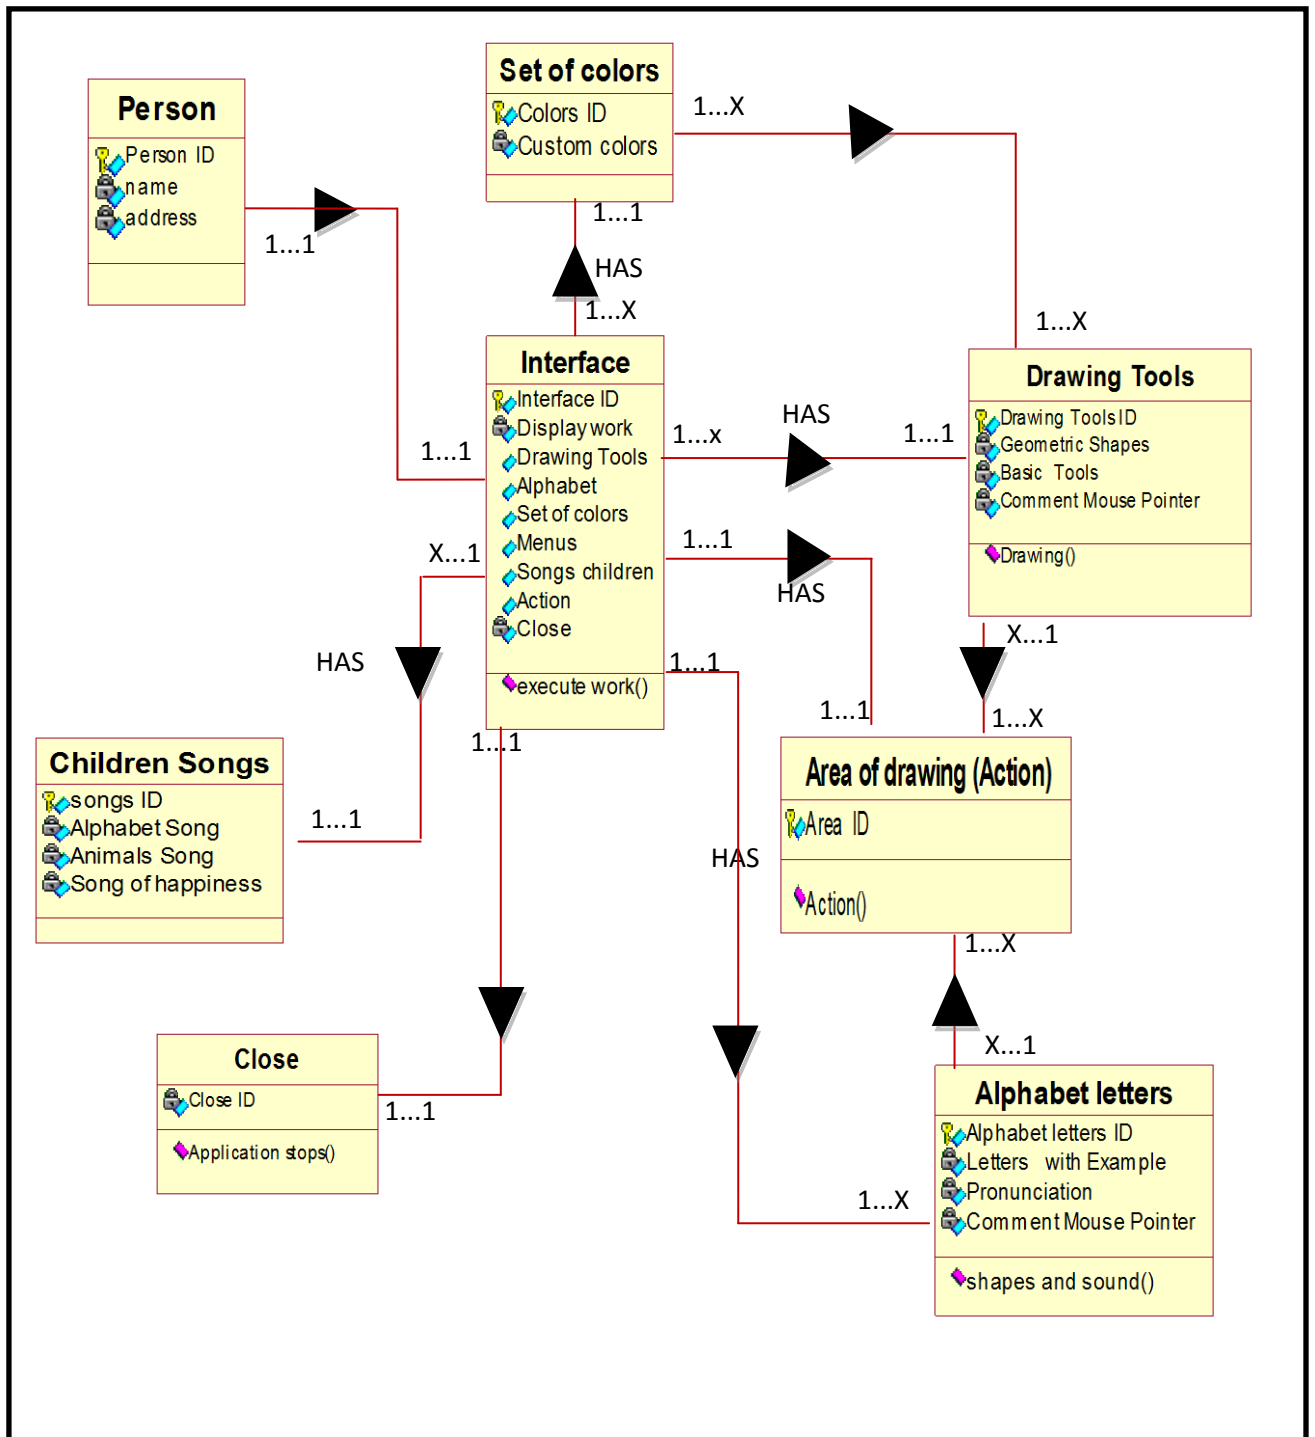 Set of colors
Colors ID
Custom colors
1...X
Person
Person ID
name
address
1...1
1...1
HAS
1...X
1...X
Interface
Interface ID
Display work
Drawing Tools
Alphabet
Set of colors
Menus
Songs children
Action
Close
execute work()
1...1
X...1
1...x
HAS
1...1
Drawing Tools
Drawing Tools ID
Geometric Shapes
Basic Tools
Comment Mouse Pointer
Drawing()
1...1
HAS
1...1
X...1
1...X
HAS
1...1
1...1
Children Songs
songs ID
Alphabet Song
Animals Song
Song of happiness
1...1
Area of drawing (Action)
Area ID
Action()
HAS
1...X
X...1
Close
Close ID
Application stops()
1...1
Alphabet letters
Alphabet letters ID
Letters with Example
Pronunciation
Comment Mouse Pointer
shapes and sound()
1...X